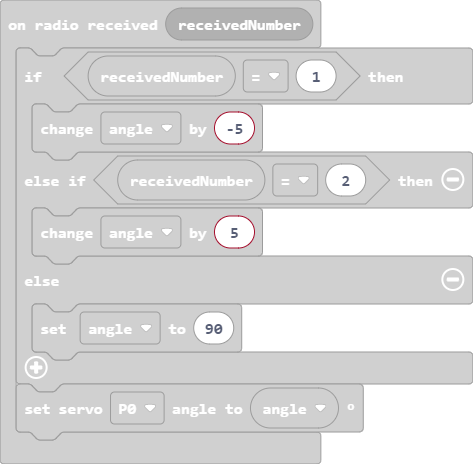 on radio received receivedNumber
if receivedNumber = 1 then
change angle by -5
else if receivedNumber = 2 then
change angle by 5
else
set angle to 90
set servo P0 angle to angle °